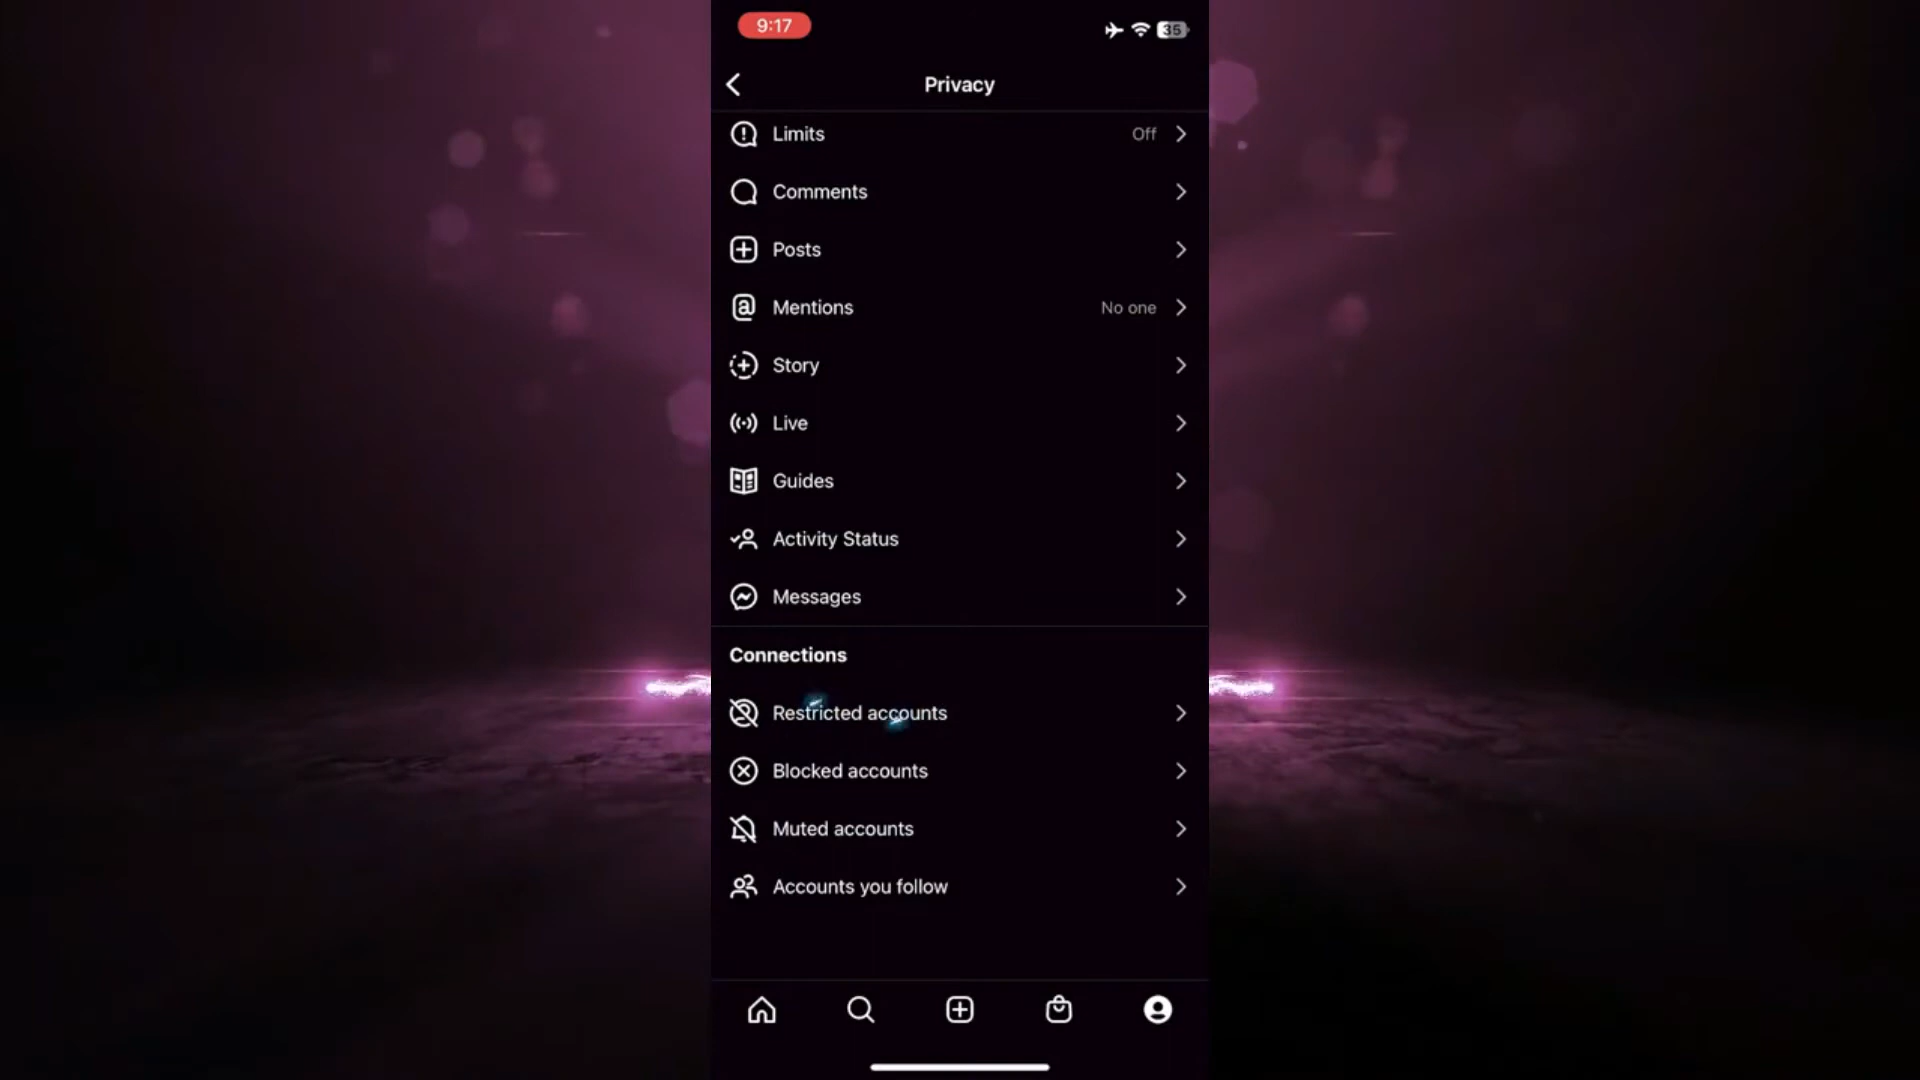 9:17
35
Privacy
Limits Off
Comments
Posts
Mentions No one
Story
Live
Guides
Activity Status
Messages
Connections
Restricted accounts
Blocked accounts
Muted accounts
Accounts you follow